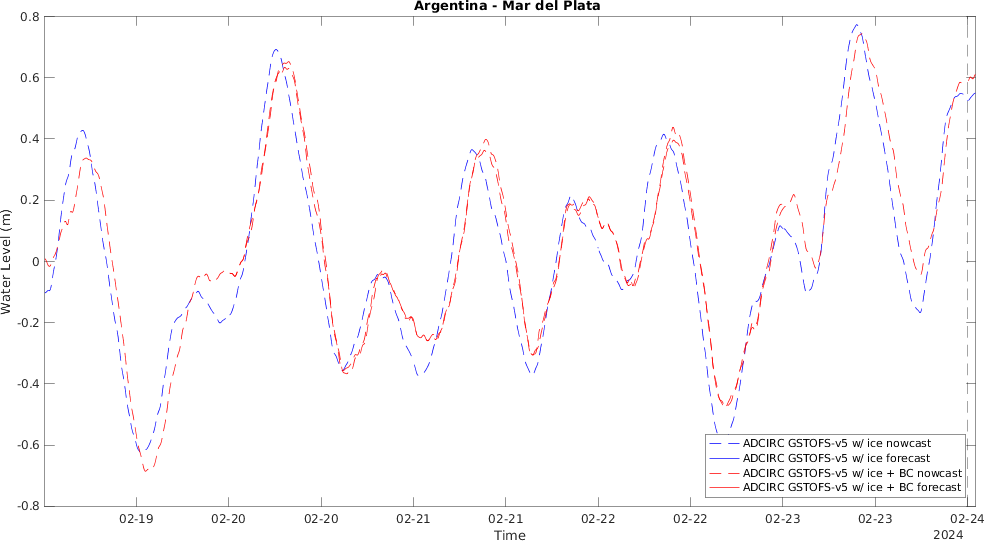 Argentina - Mar del Plata
Water Level (m)
0.8
0.6
0.4
0.2
0
-0.2
-0.4
-0.6
-0.8
ADCIRC GSTOFS-v5 w/ ice nowcast
ADCIRC GSTOFS-v5 w/ ice forecast
ADCIRC GSTOFS-v5 w/ ice + BC nowcast
ADCIRC GSTOFS-v5 w/ ice + BC forecast
02-19 02-20 02-20 02-21 02-21 02-22 02-22 02-23 02-23 02-24
Time 2024